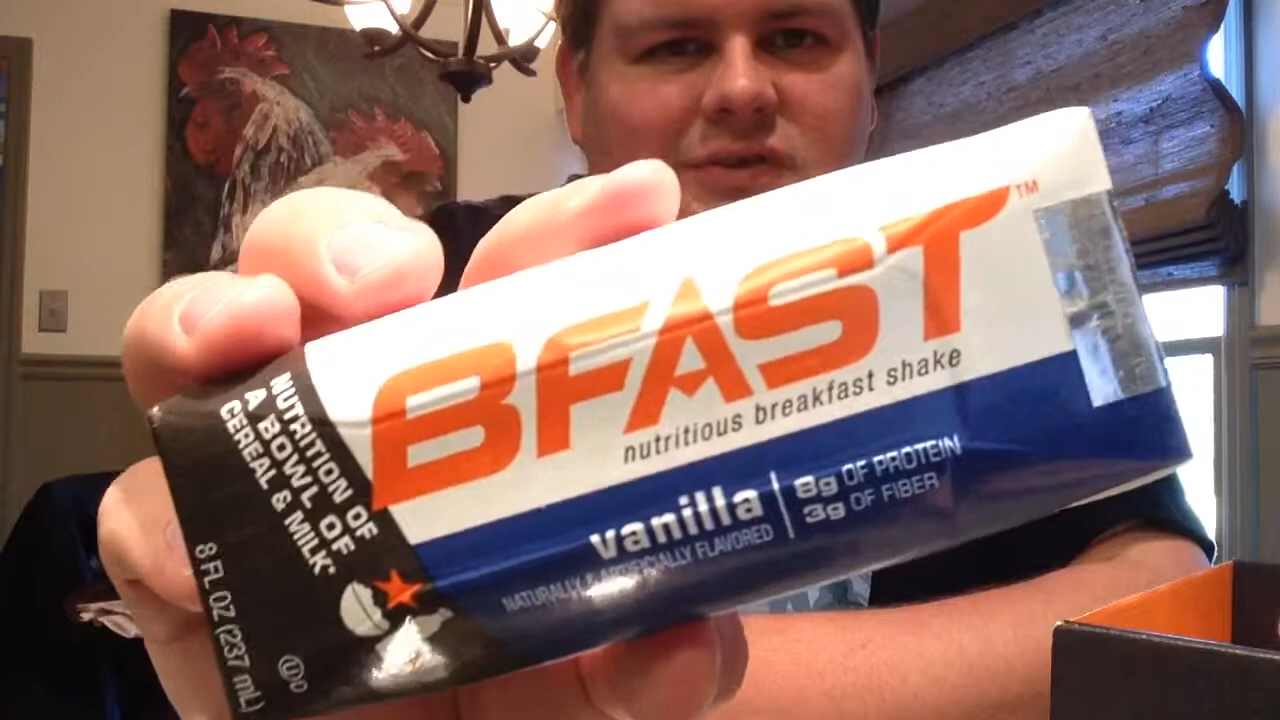 BFAST™
nutritious breakfast shake
vanilla
NATURALLY & ARTIFICIALLY FLAVORED
8g OF PROTEIN
3g OF FIBER
NUTRITION OF
A BOWL OF
CEREAL & MILK*
8 FL OZ (237 mL)
UD